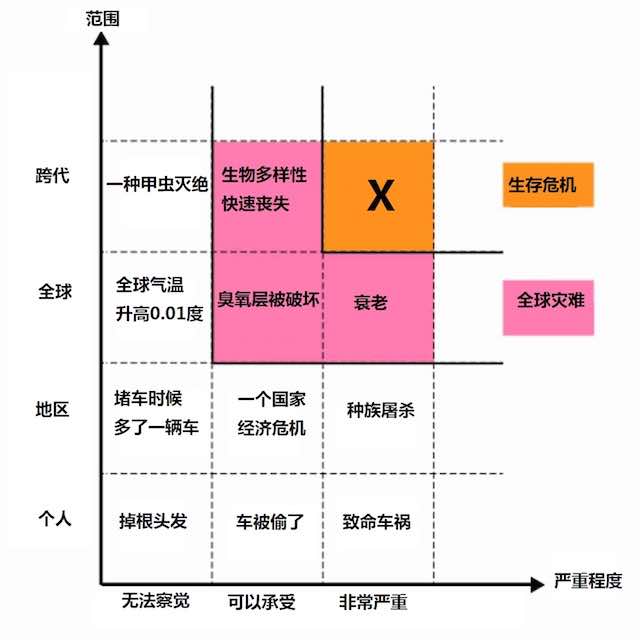 范围
跨代
一种甲虫灭绝
生物多样性
快速丧失
X
生存危机
全球
全球气温
升高0.01度
臭氧层被破坏
衰老
全球灾难
地区
堵车时候
多了一辆车
一个国家
经济危机
种族屠杀
个人
掉根头发
车被偷了
致命车祸
严重程度
无法察觉
可以承受
非常严重